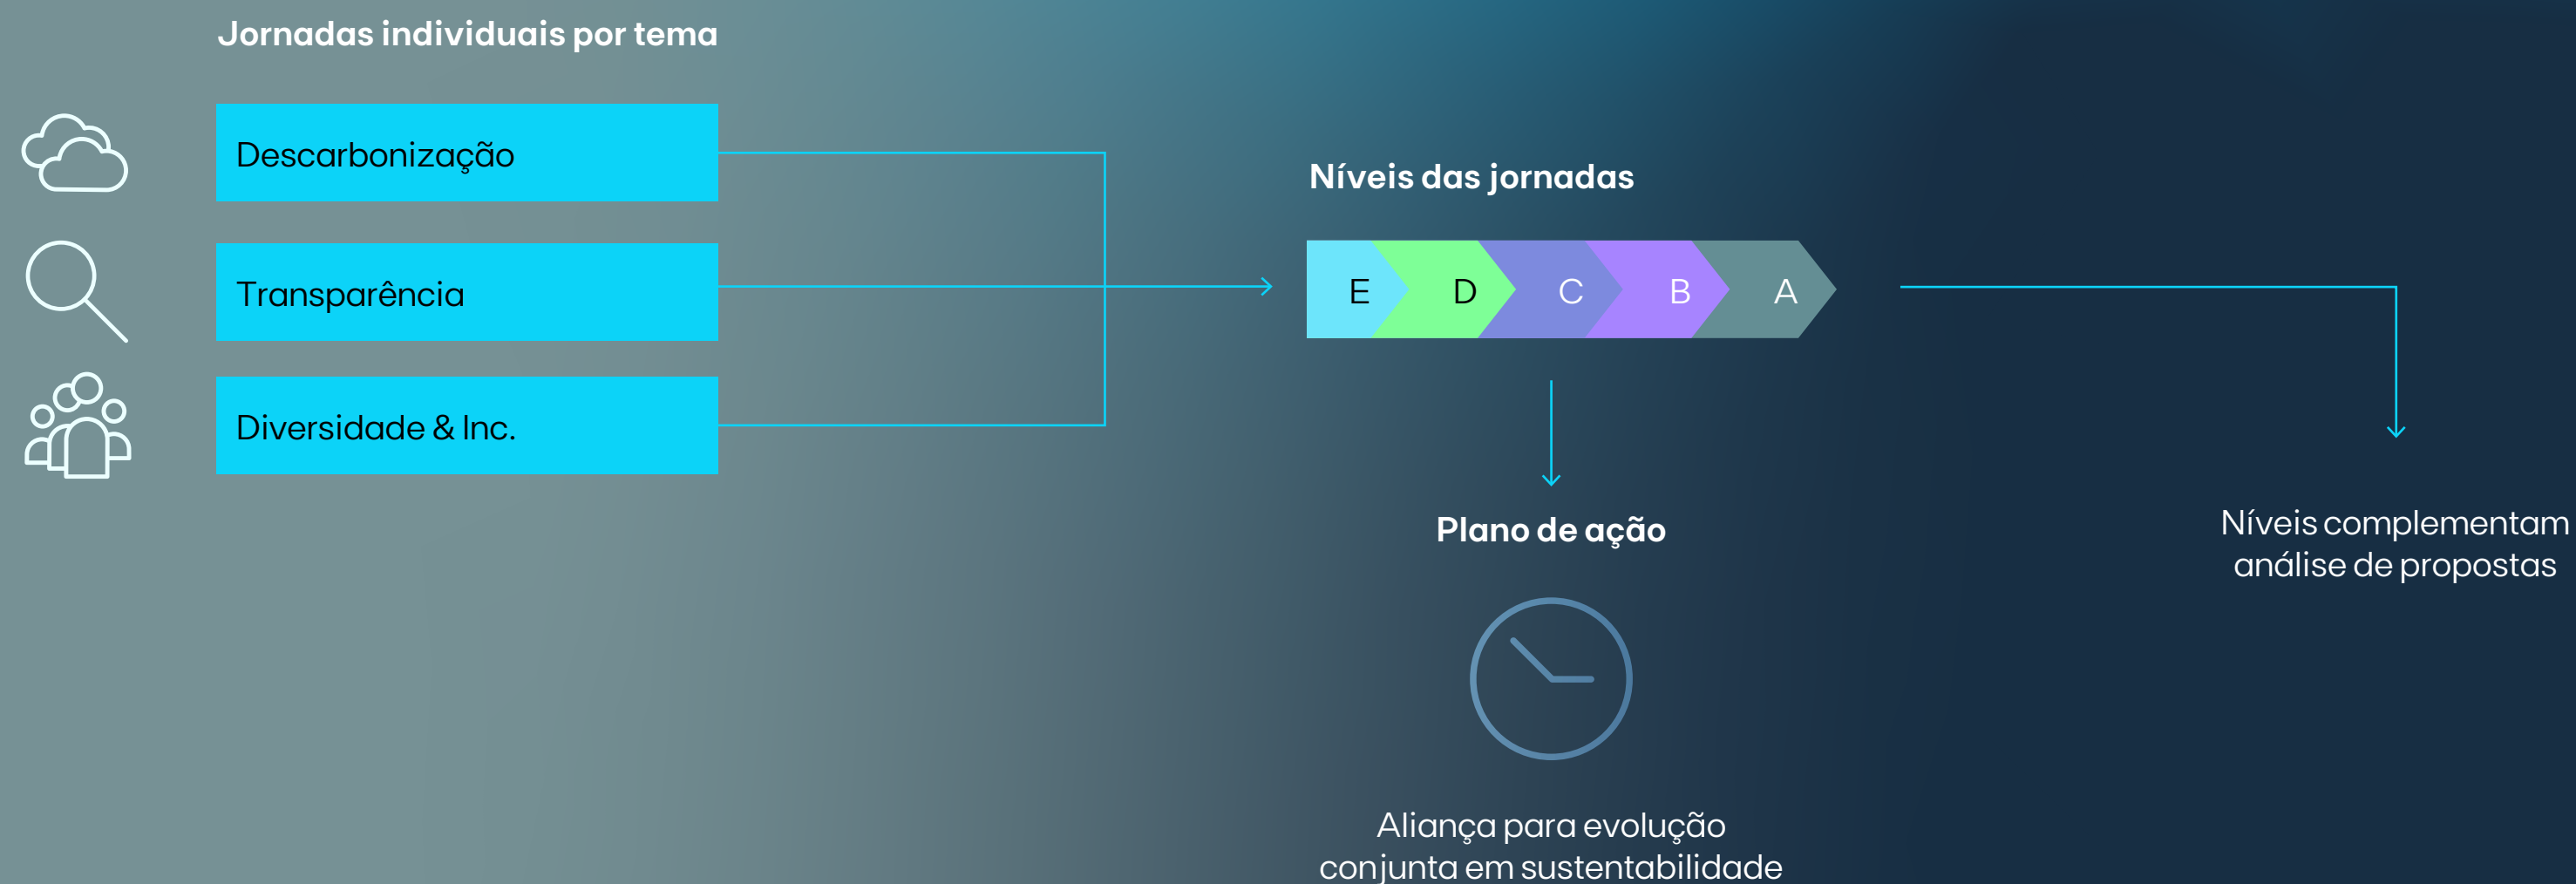 Jornadas individuais por tema
Descarbonização
Transparência
Diversidade & Inc.
Níveis das jornadas
E D C B A
Plano de ação
Aliança para evolução
conjunta em sustentabilidade
Níveis complementam
análise de propostas